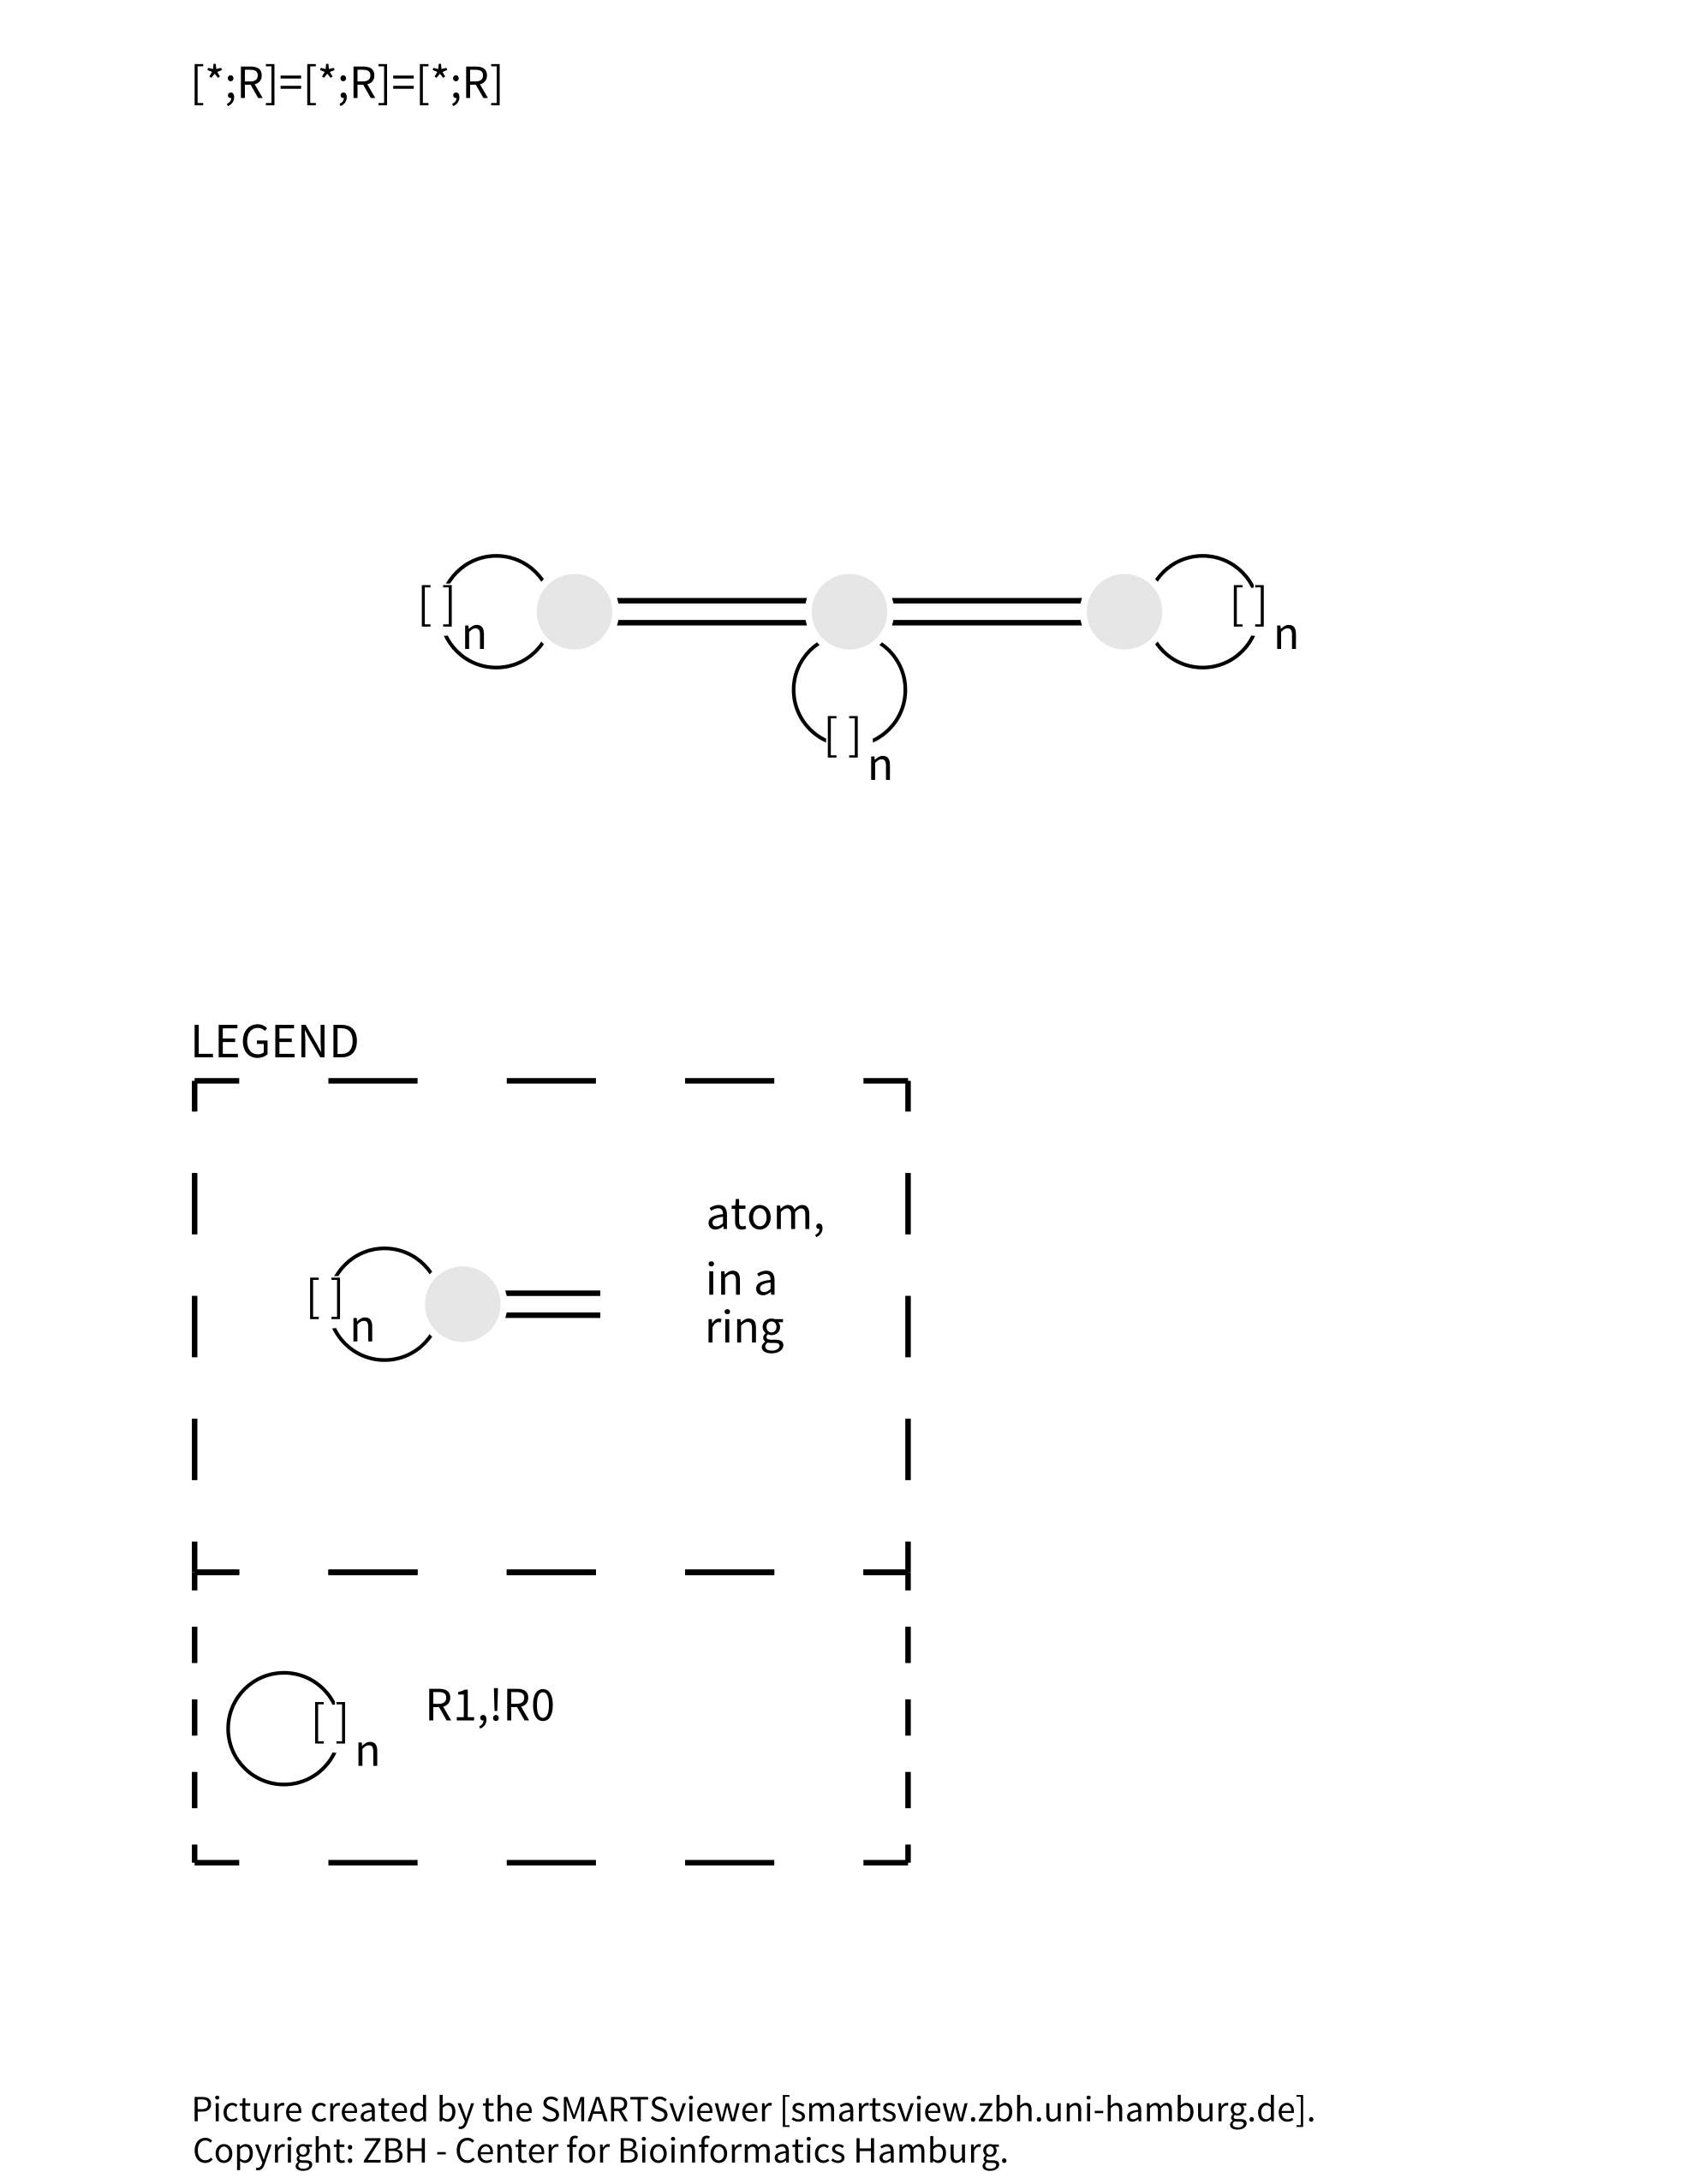 [*;R]=[*;R]=[*;R]
[ ]n
[ ]n
[ ]n
LEGEND
atom,
in a
ring
[ ]n
[ ]n
R1,!R0
Picture created by the SMARTSviewer [smartsview.zbh.uni-hamburg.de].
Copyright: ZBH - Center for Bioinformatics Hamburg.